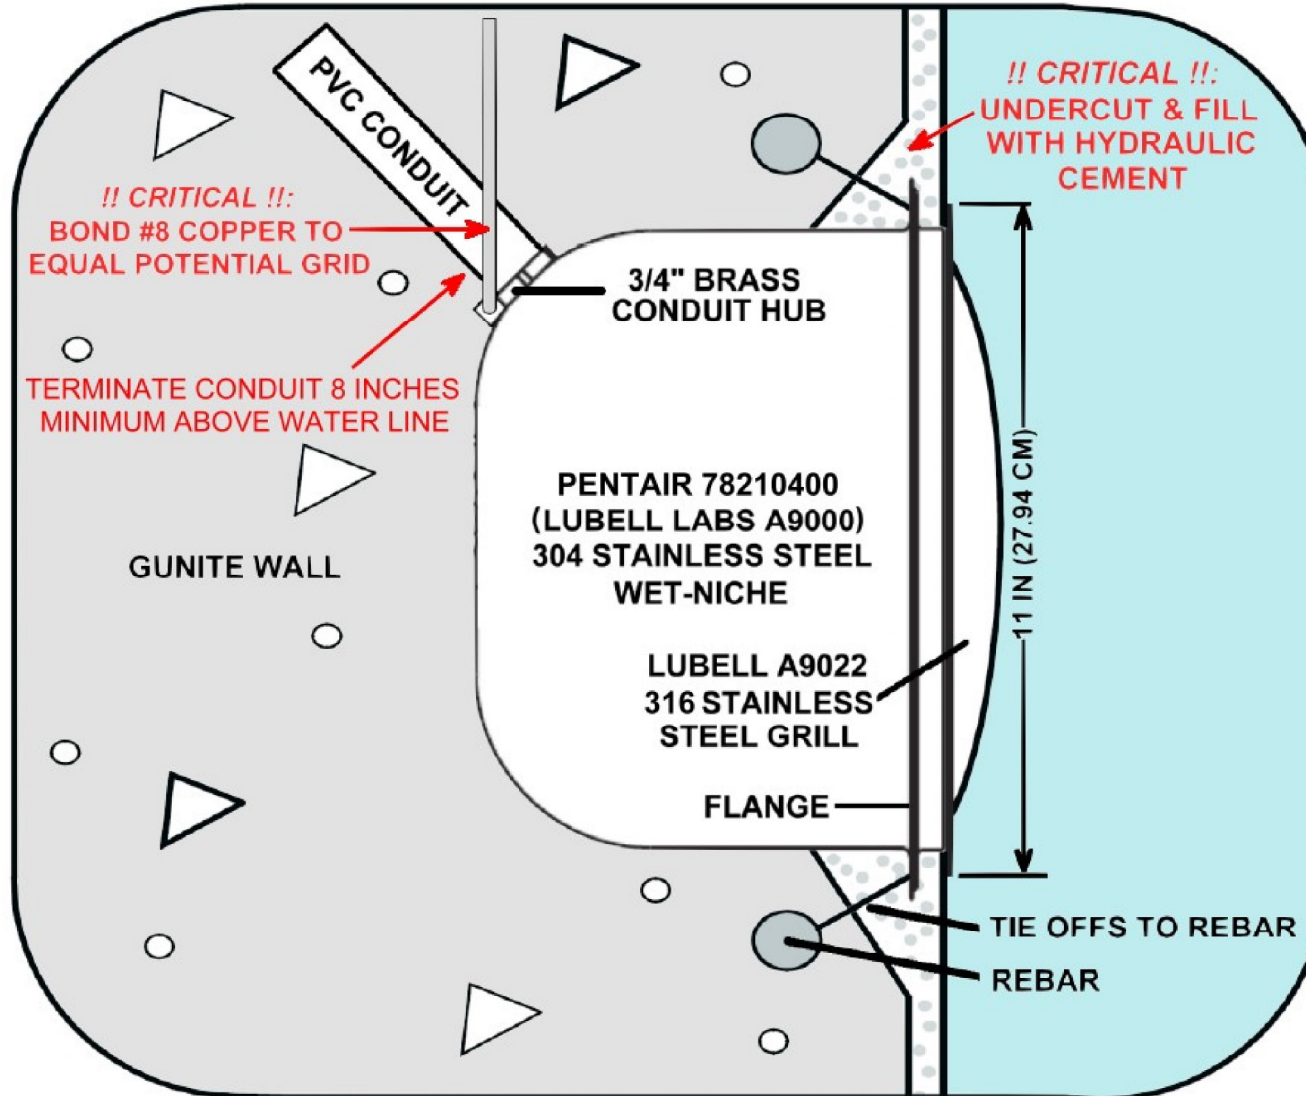 PVC CONDUIT
!! CRITICAL !!:
UNDERCUT & FILL
WITH HYDRAULIC
CEMENT
!! CRITICAL !!:
BOND #8 COPPER TO
EQUAL POTENTIAL GRID
3/4" BRASS
CONDUIT HUB
TERMINATE CONDUIT 8 INCHES
MINIMUM ABOVE WATER LINE
PENTAIR 78210400
(LUBELL LABS A9000)
304 STAINLESS STEEL
WET-NICHE
11 IN (27.94 CM)
GUNITE WALL
LUBELL A9022
316 STAINLESS
STEEL GRILL
FLANGE
TIE OFFS TO REBAR
REBAR